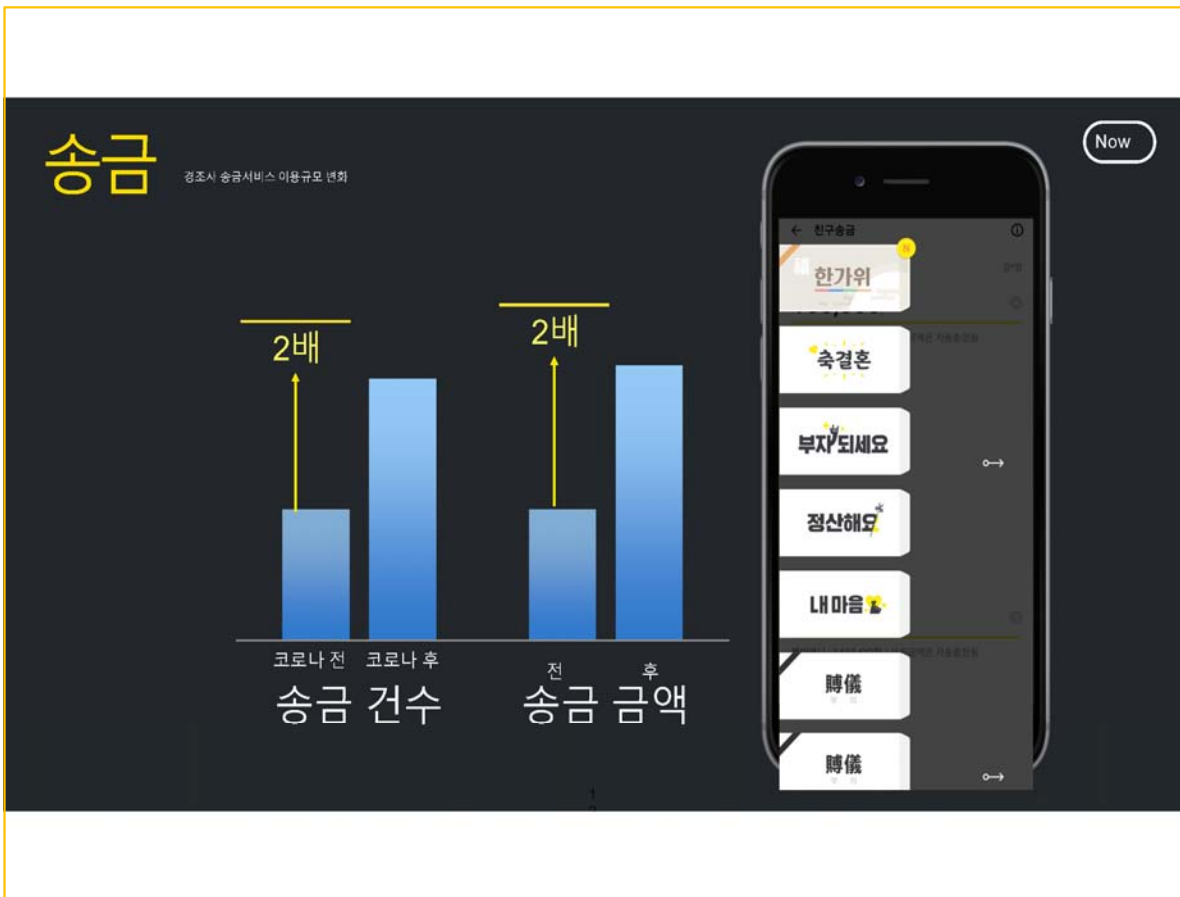 송금
경조사 송금서비스 이용규모 변화
Now
2배
2배
코로나 전
코로나 후
전
후
송금 건수
송금 금액
친구송금
N
한가위
축결혼
부자되세요
정산해요
내마음
賻儀
賻儀
1